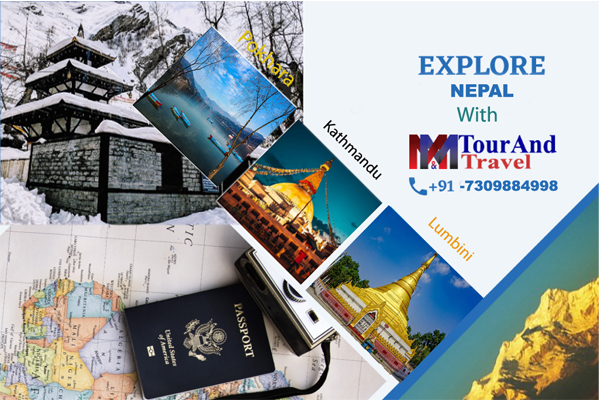 EXPLORE
NEPAL
With
M&M TourAnd
Travel
+91 -7309884998
Pokhara
Kathmandu
Lumbini
PASSPORT
United States
of America